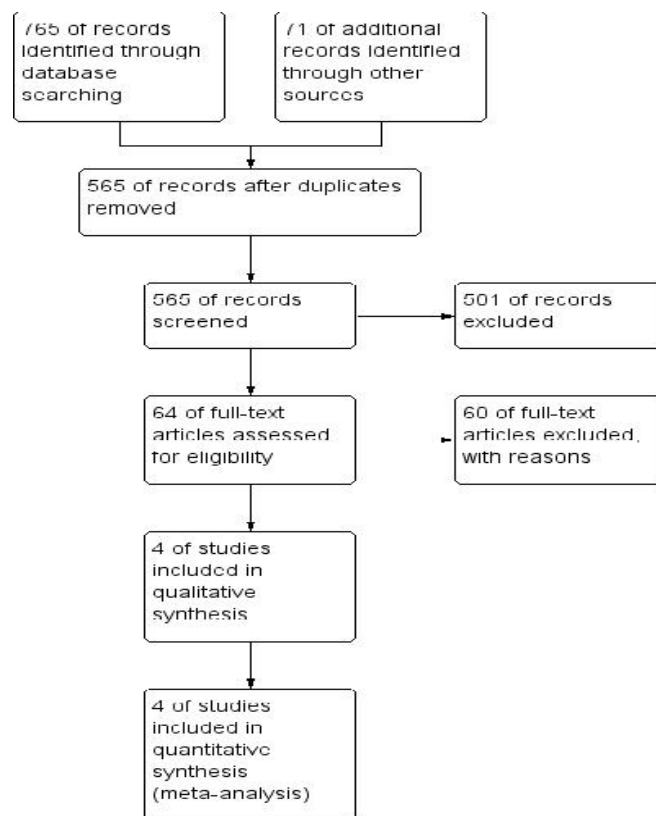 765 of records
identified through
database
searching
71 of additional
records identified
through other
sources
565 of records after duplicates
removed
565 of records
screened
501 of records
excluded
64 of full-text
articles assessed
for eligibility
60 of full-text
articles excluded,
with reasons
4 of studies
included in
qualitative
synthesis
4 of studies
included in
quantitative
synthesis
(meta-analysis)